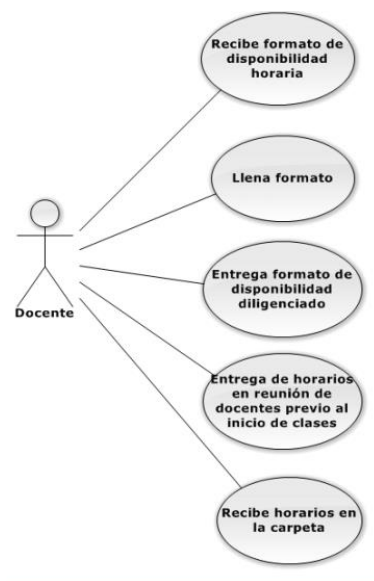 Recibe formato de
disponibilidad
horaria
Llena formato
Docente
Entrega formato de
disponibilidad
diligenciado
Entrega de horarios
en reunión de
docentes previo al
inicio de clases
Recibe horarios en
la carpeta